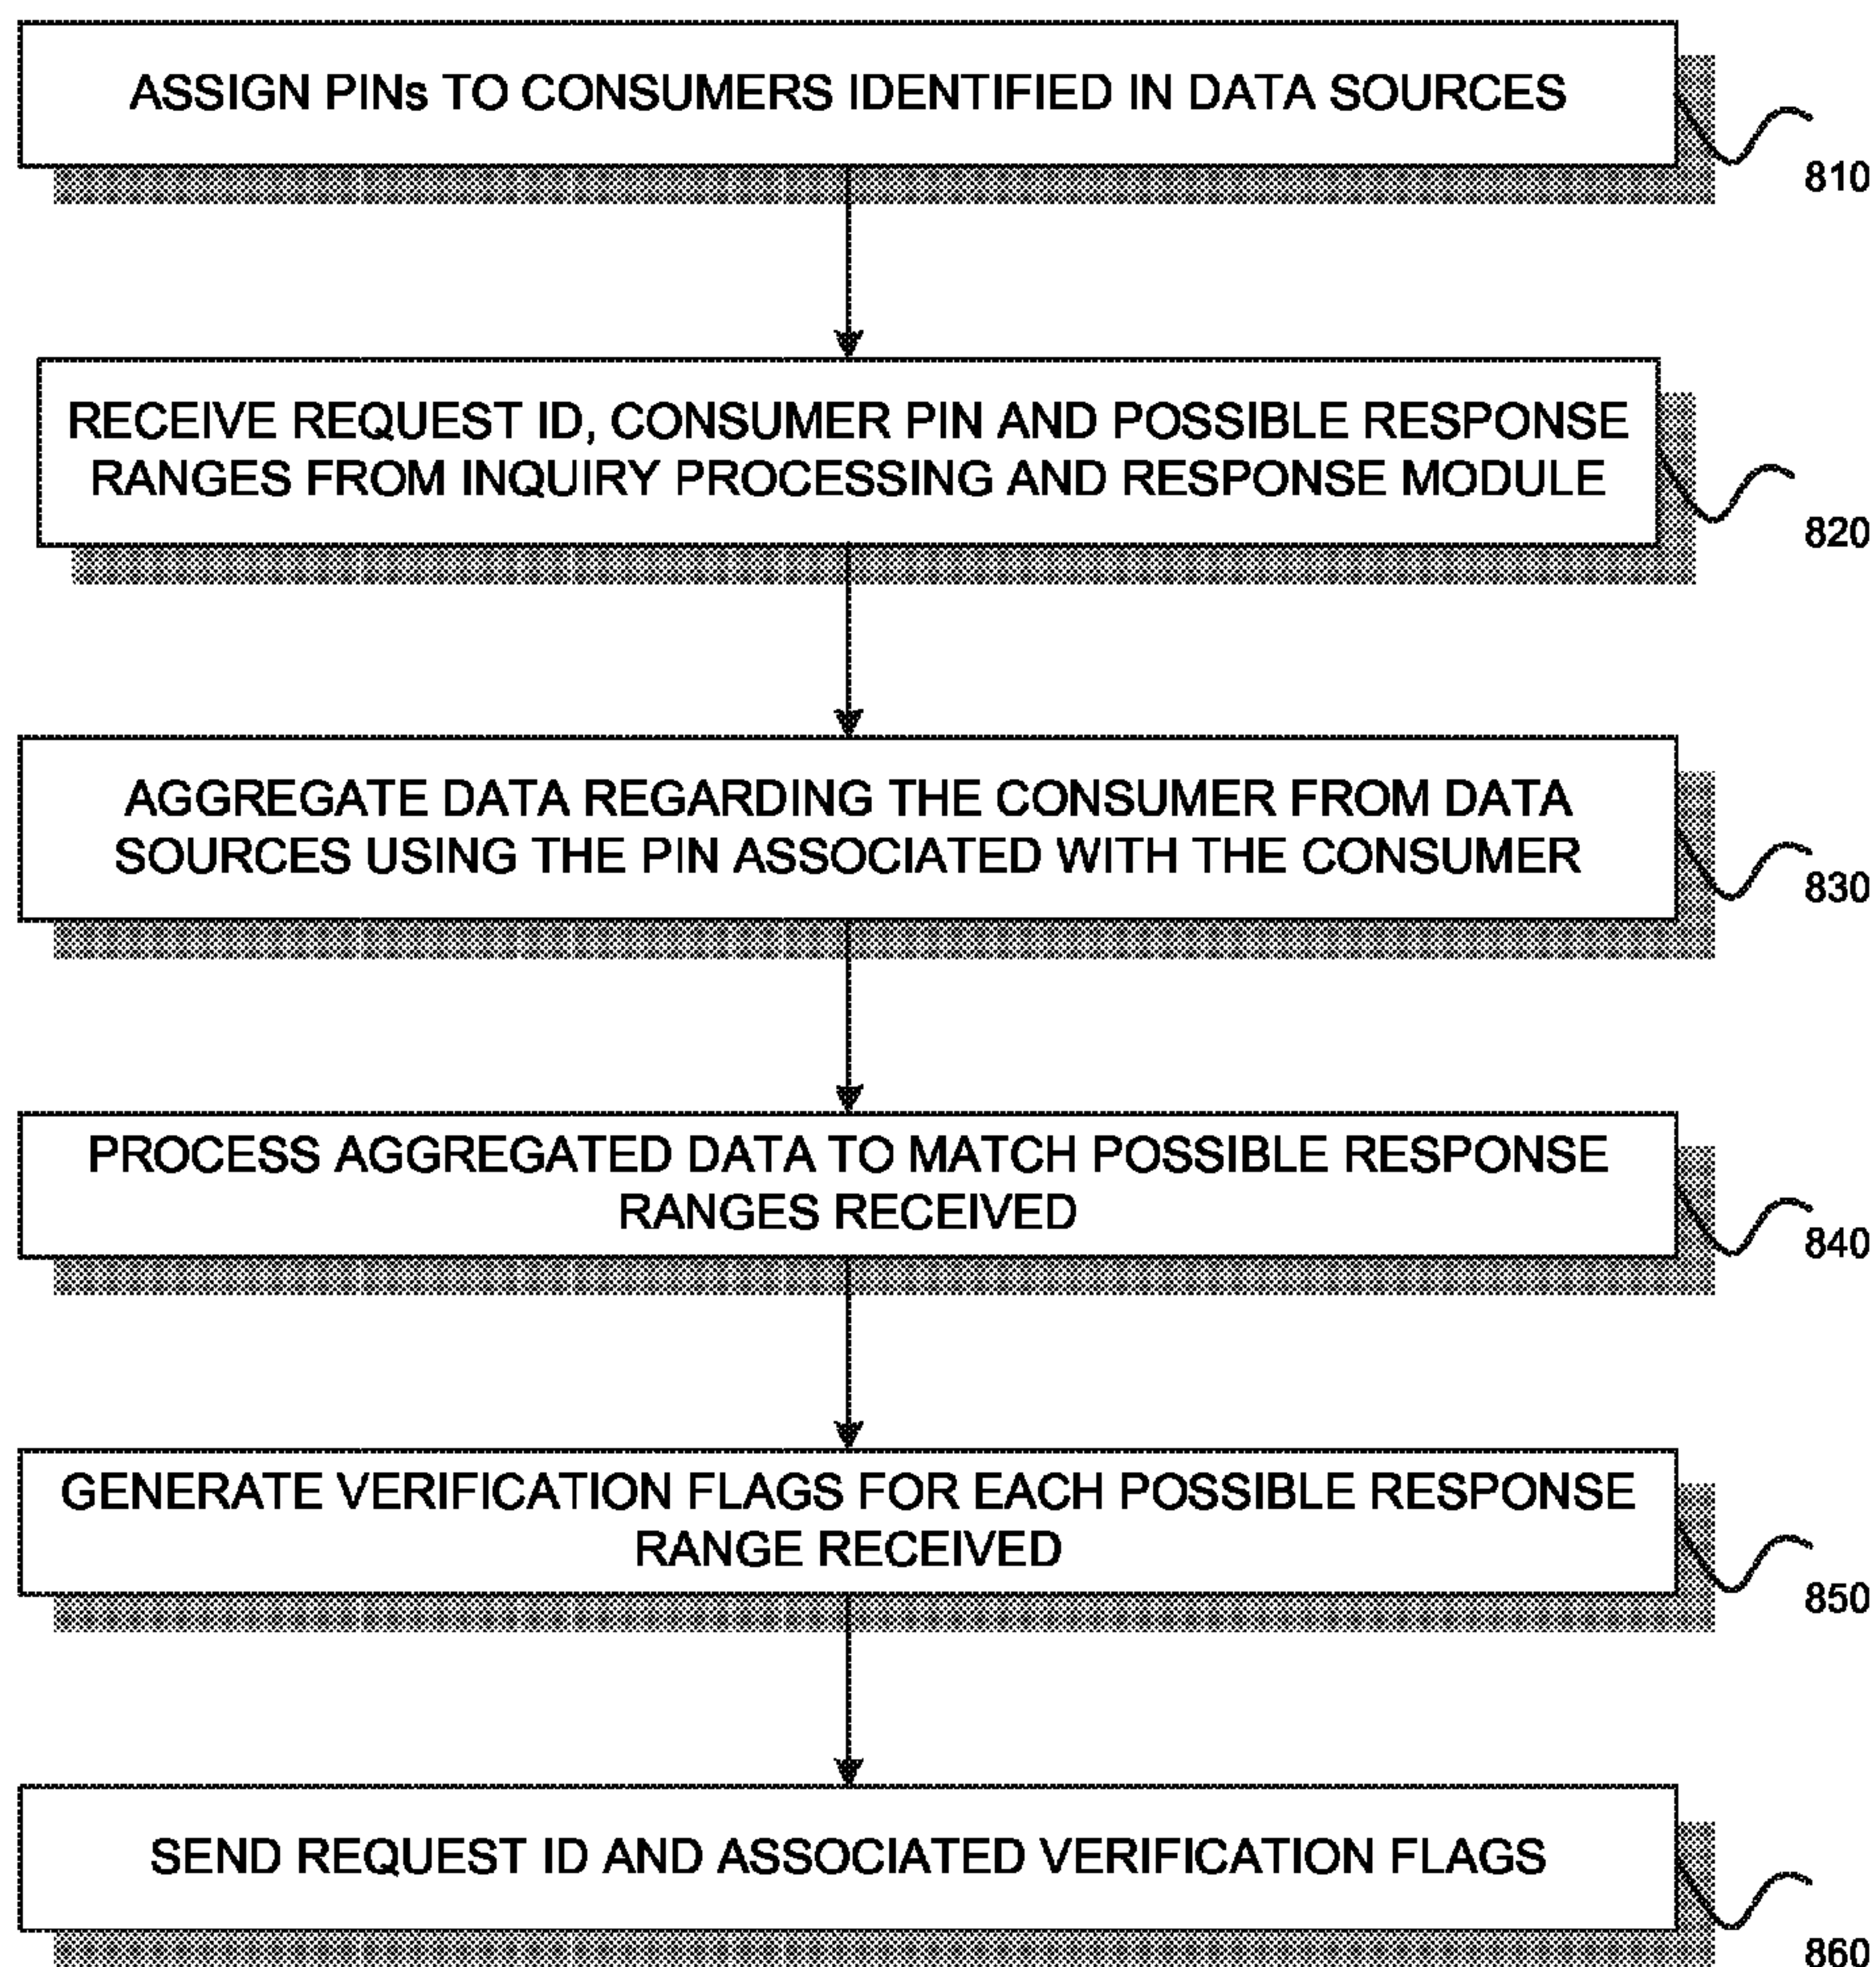 ASSIGN PINs TO CONSUMERS IDENTIFIED IN DATA SOURCES
810
RECEIVE REQUEST ID, CONSUMER PIN AND POSSIBLE RESPONSE
RANGES FROM INQUIRY PROCESSING AND RESPONSE MODULE
820
AGGREGATE DATA REGARDING THE CONSUMER FROM DATA
SOURCES USING THE PIN ASSOCIATED WITH THE CONSUMER
830
PROCESS AGGREGATED DATA TO MATCH POSSIBLE RESPONSE
RANGES RECEIVED
840
GENERATE VERIFICATION FLAGS FOR EACH POSSIBLE RESPONSE
RANGE RECEIVED
850
SEND REQUEST ID AND ASSOCIATED VERIFICATION FLAGS
860